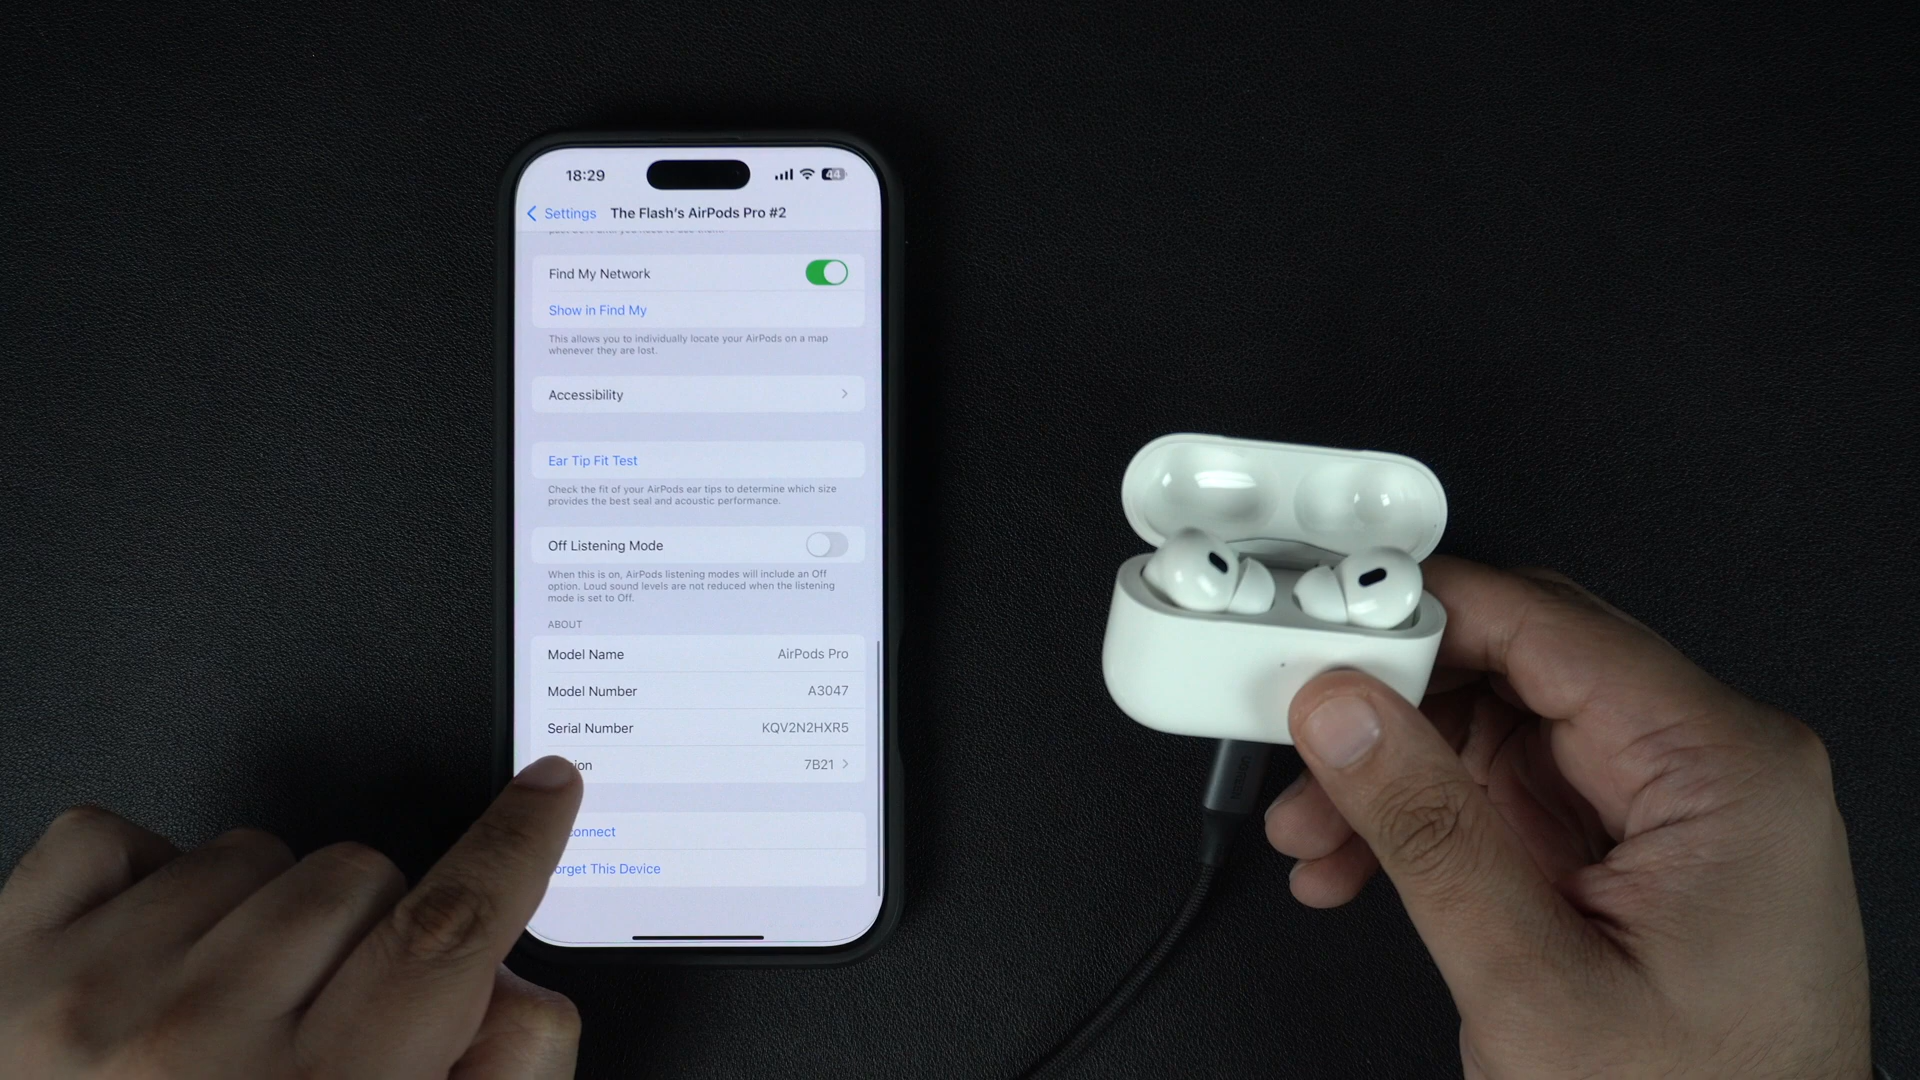 18:29
44
Settings The Flash's AirPods Pro #2
Find My Network
Show in Find My
This allows you to individually locate your AirPods on a map
whenever they are lost.
Accessibility
Ear Tip Fit Test
Check the fit of your AirPods ear tips to determine which size
provides the best seal and acoustic performance.
Off Listening Mode
When this is on, AirPods listening modes will include an Off
option. Loud sound levels are not reduced when the listening
mode is set to Off.
ABOUT
Model Name AirPods Pro
Model Number A3047
Serial Number KQV2N2HXR5
ion 7B21
connect
orget This Device